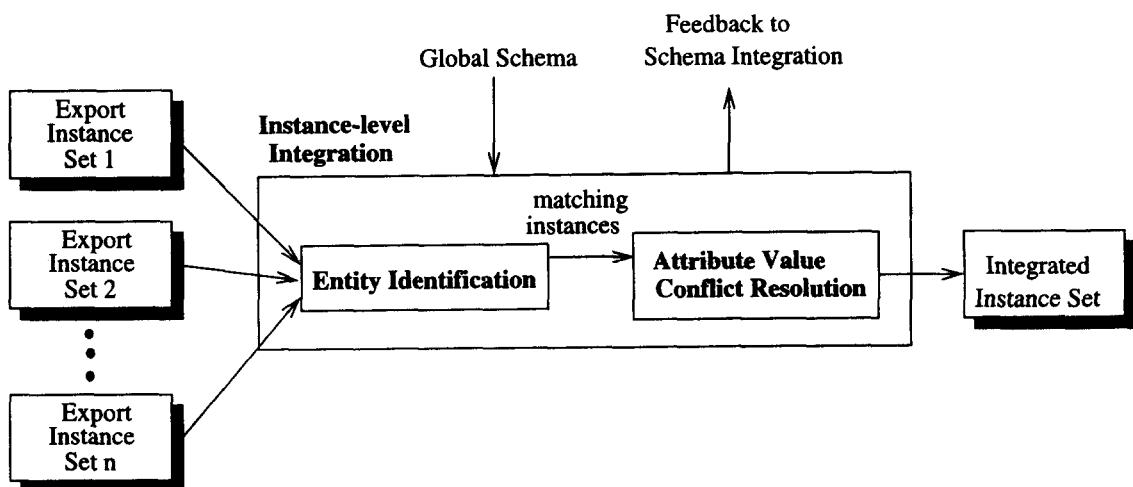 Feedback to
Schema Integration
Global Schema
Export
Instance
Set 1
Instance-level
Integration
matching
instances
Export
Instance
Set 2
Entity Identification
Attribute Value
Conflict Resolution
Integrated
Instance Set
Export
Instance
Set n